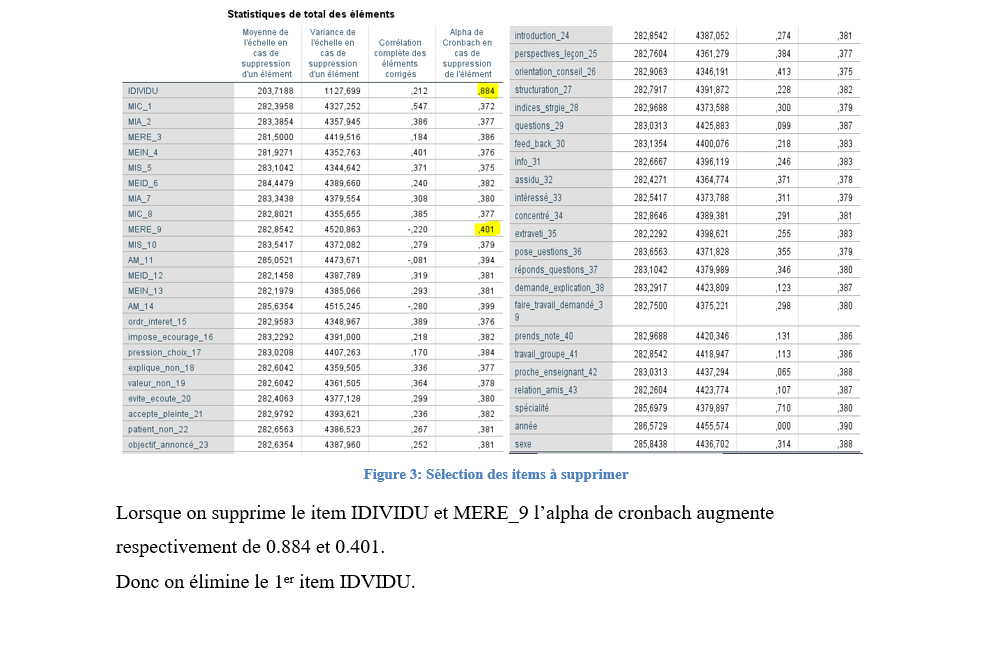 Statistiques de total des éléments
Moyenne de l'échelle en cas de suppression d'un élément Variance de l'échelle en cas de suppression d'un élément Corrélation complète des éléments corrigés Alpha de Cronbach en cas de suppression de l'élément
IDIVIDU 203,7188 1127,699 ,212 ,884
MIC_1 282,3958 4327,252 ,547 ,372
MIA_2 283,3854 4357,945 ,386 ,377
MERE_3 281,5000 4419,516 ,184 ,386
MEIN_4 281,9271 4352,763 ,401 ,376
MIS_5 283,1042 4344,642 ,371 ,375
MEID_6 284,4479 4389,660 ,240 ,382
MIA_7 283,3438 4379,554 ,308 ,380
MIC_8 282,8021 4355,655 ,385 ,377
MERE_9 282,8542 4520,863 -,220 ,401
MIS_10 283,5417 4372,082 ,279 ,379
AM_11 285,0521 4473,671 -,081 ,394
MEID_12 282,1458 4387,789 ,319 ,381
MEIN_13 282,1979 4385,066 ,293 ,381
AM_14 285,6354 4515,245 -,280 ,399
ordr_interet_15 282,9583 4348,967 ,389 ,376
impose_ecourage_16 283,2292 4391,000 ,218 ,382
pression_choix_17 283,0208 4407,263 ,170 ,384
explique_non_18 282,6042 4359,505 ,336 ,377
valeur_non_19 282,6042 4361,505 ,364 ,378
evite_ecoute_20 282,4063 4377,128 ,299 ,380
accepte_pleinte_21 282,9792 4393,621 ,236 ,382
patient_non_22 282,6563 4386,523 ,267 ,381
objectif_annoncé_23 282,6354 4387,960 ,252 ,381
introduction_24 282,8542 4387,052 ,274 ,381
perspectives_leçon_25 282,7604 4361,279 ,384 ,377
orientation_conseil_26 282,9063 4346,191 ,413 ,375
structuration_27 282,7917 4391,872 ,228 ,382
indices_strgie_28 282,9688 4373,588 ,300 ,379
questions_29 283,0313 4425,883 ,099 ,387
feed_back_30 283,1354 4400,076 ,218 ,383
info_31 282,6667 4396,119 ,246 ,383
assidu_32 282,4271 4364,774 ,371 ,378
intéressé_33 282,5417 4373,788 ,311 ,379
concentré_34 282,8646 4389,381 ,291 ,381
extraveti_35 282,2292 4398,621 ,255 ,383
pose_uestions_36 283,6563 4371,828 ,355 ,379
réponds_questions_37 283,1042 4379,989 ,346 ,380
demande_explication_38 283,2917 4423,809 ,123 ,387
faire_travail_demandé_3
9 282,7500 4375,221 ,298 ,380
prends_note_40 282,9688 4420,346 ,131 ,386
travail_groupe_41 282,8542 4418,947 ,113 ,386
proche_enseignant_42 283,0313 4437,294 ,065 ,388
relation_amis_43 282,2604 4423,774 ,107 ,387
spécialité 285,6979 4379,897 ,710 ,380
année 286,5729 4455,574 ,000 ,390
sexe 285,8438 4436,702 ,314 ,388
Figure 3: Sélection des items à supprimer
Lorsque on supprime le item IDIVIDU et MERE_9 l’alpha de cronbach augmente
respectivement de 0.884 et 0.401.
Donc on élimine le 1er item IDVIDU.